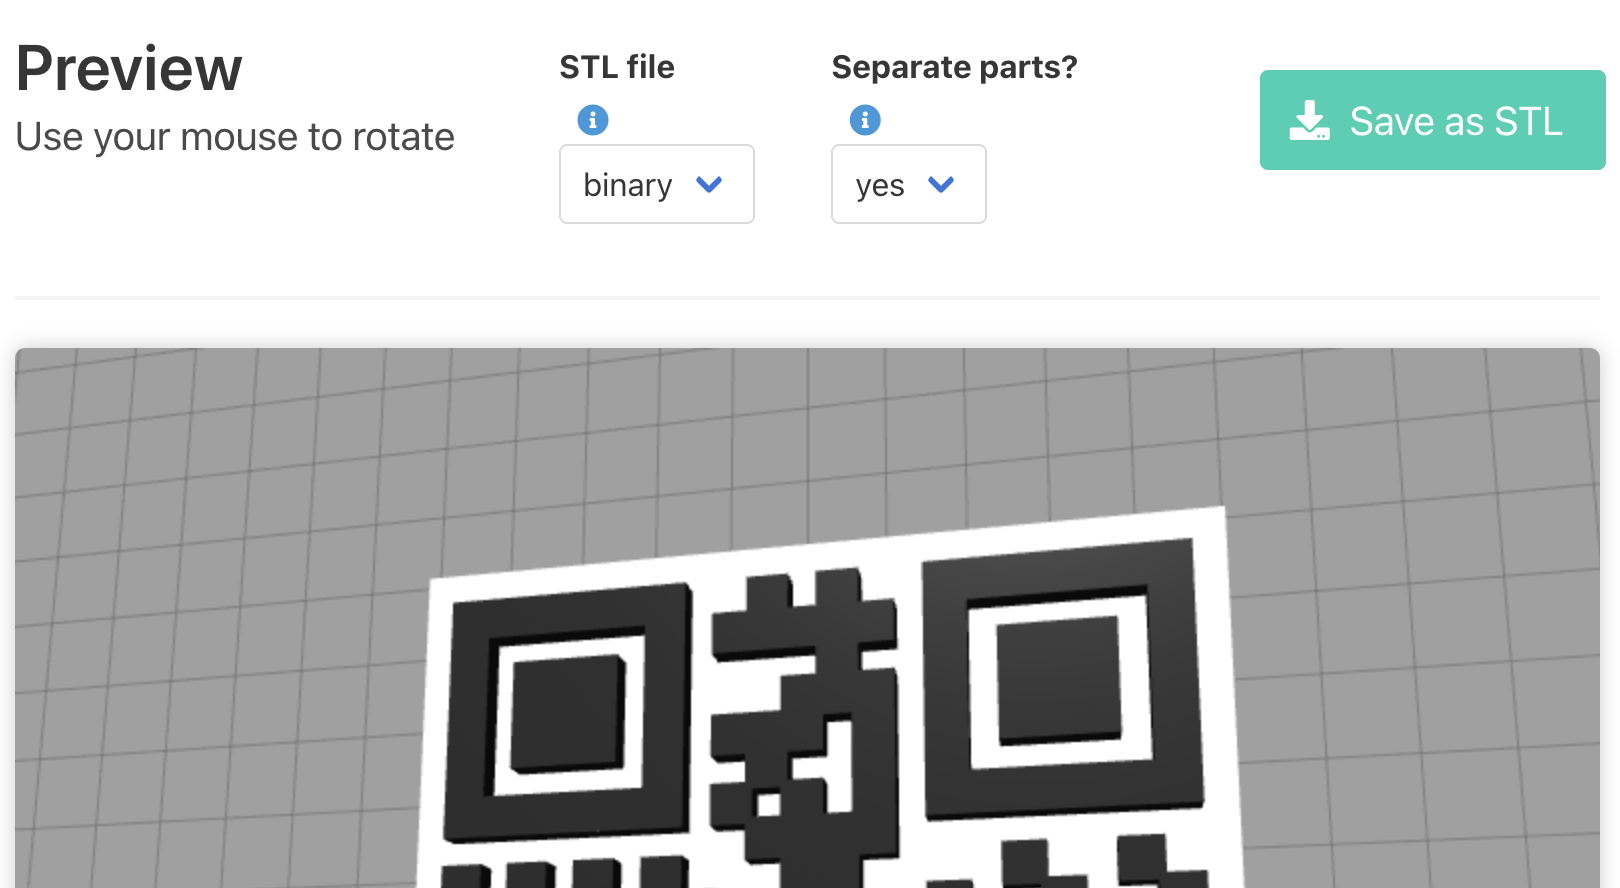 Preview
Use your mouse to rotate
STL file
binary
Separate parts?
yes
Save as STL